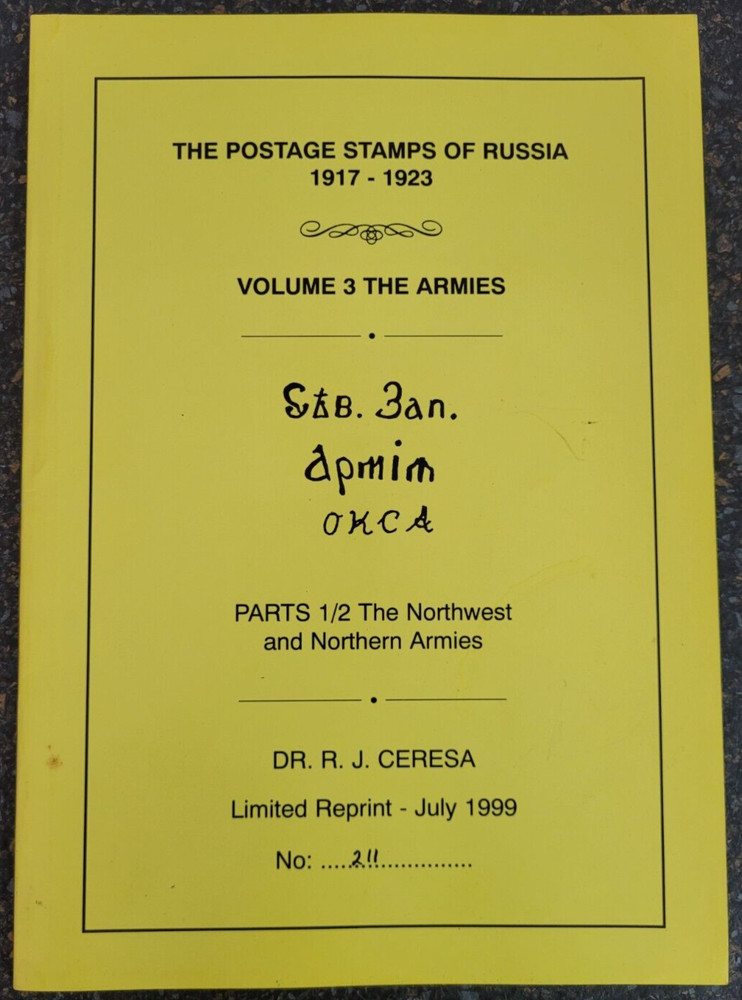 THE POSTAGE STAMPS OF RUSSIA
1917 - 1923
VOLUME 3 THE ARMIES
Сѣв. Зап.
Армія
ОКСА
PARTS 1/2 The Northwest
and Northern Armies
DR. R. J. CERESA
Limited Reprint - July 1999
No: .....211...............